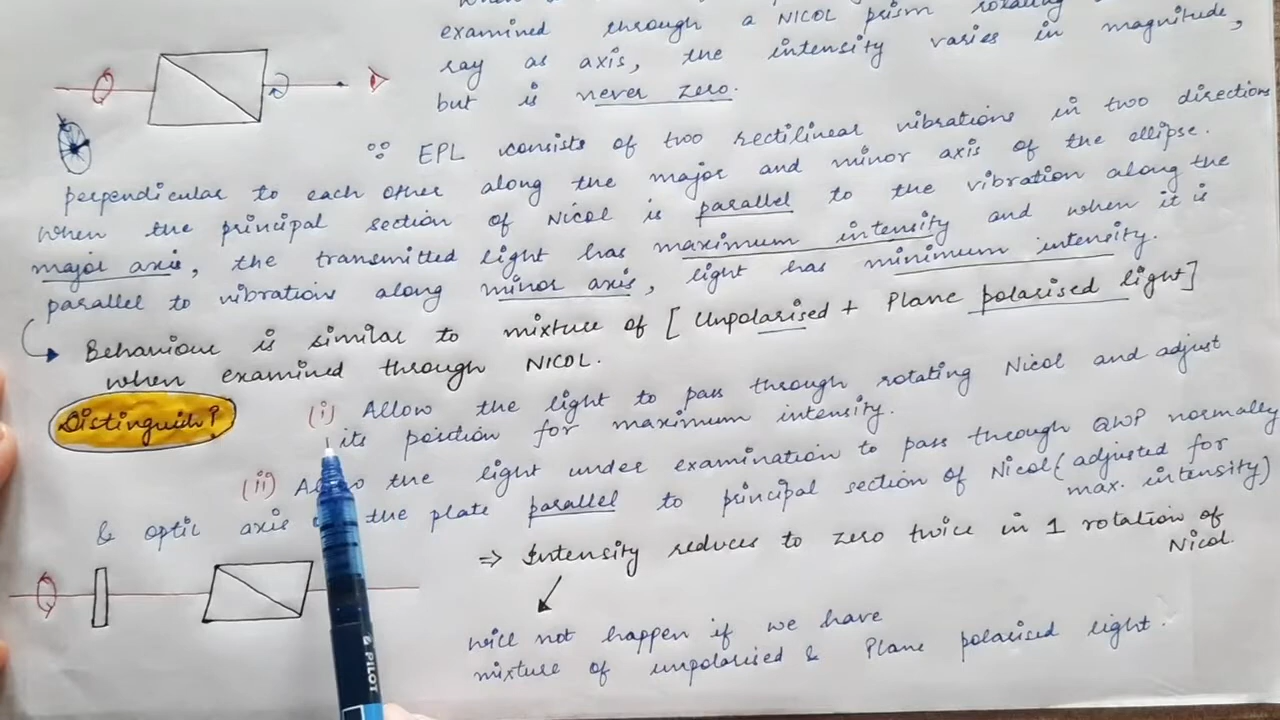 examined through a NICOL prism rotating
ray as axis, the intensity varies in magnitude,
but is never zero.
∵ EPL consists of two rectilinear vibrations in two directions
perpendicular to each other along the major and minor axis of the ellipse.
When the principal section of Nicol is parallel to the vibration along the
major axis, the transmitted light has maximum intensity and when it is
parallel to vibrations along minor axis, light has minimum intensity.
Behaviour is similar to mixture of [Unpolarised + Plane polarised light]
when examined through NICOL.
Distinguish?
(i) Allow the light to pass through rotating Nicol and adjust
its position for maximum intensity.
(ii) the light under examination to pass through QWP normally
& optic axis the plate parallel to principal section of Nicol (adjusted for
max. intensity)
⇒ Intensity reduces to zero twice in 1 rotation of
Nicol.
will not happen if we have
mixture of unpolarised & Plane polarised light.
PILOT